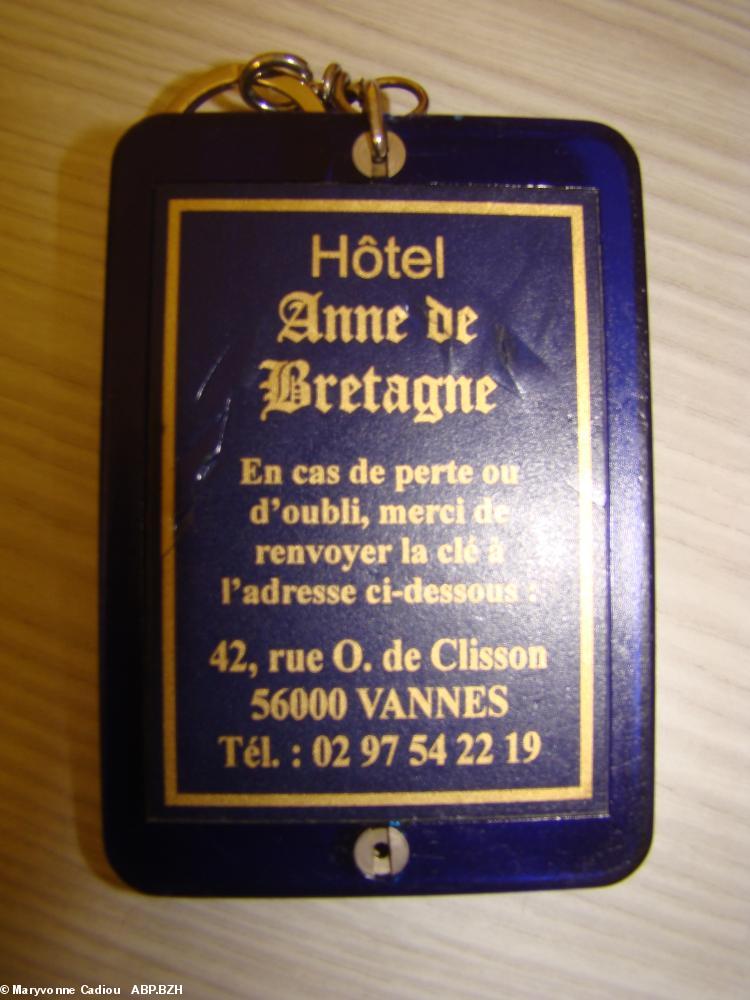 Hôtel
Anne de
Bretagne
En cas de perte ou
d'oubli, merci de
renvoyer la clé à
l'adresse ci-dessous :
42, rue O. de Clisson
56000 VANNES
Tél. : 02 97 54 22 19
© Maryvonne Cadiou ABP.BZH